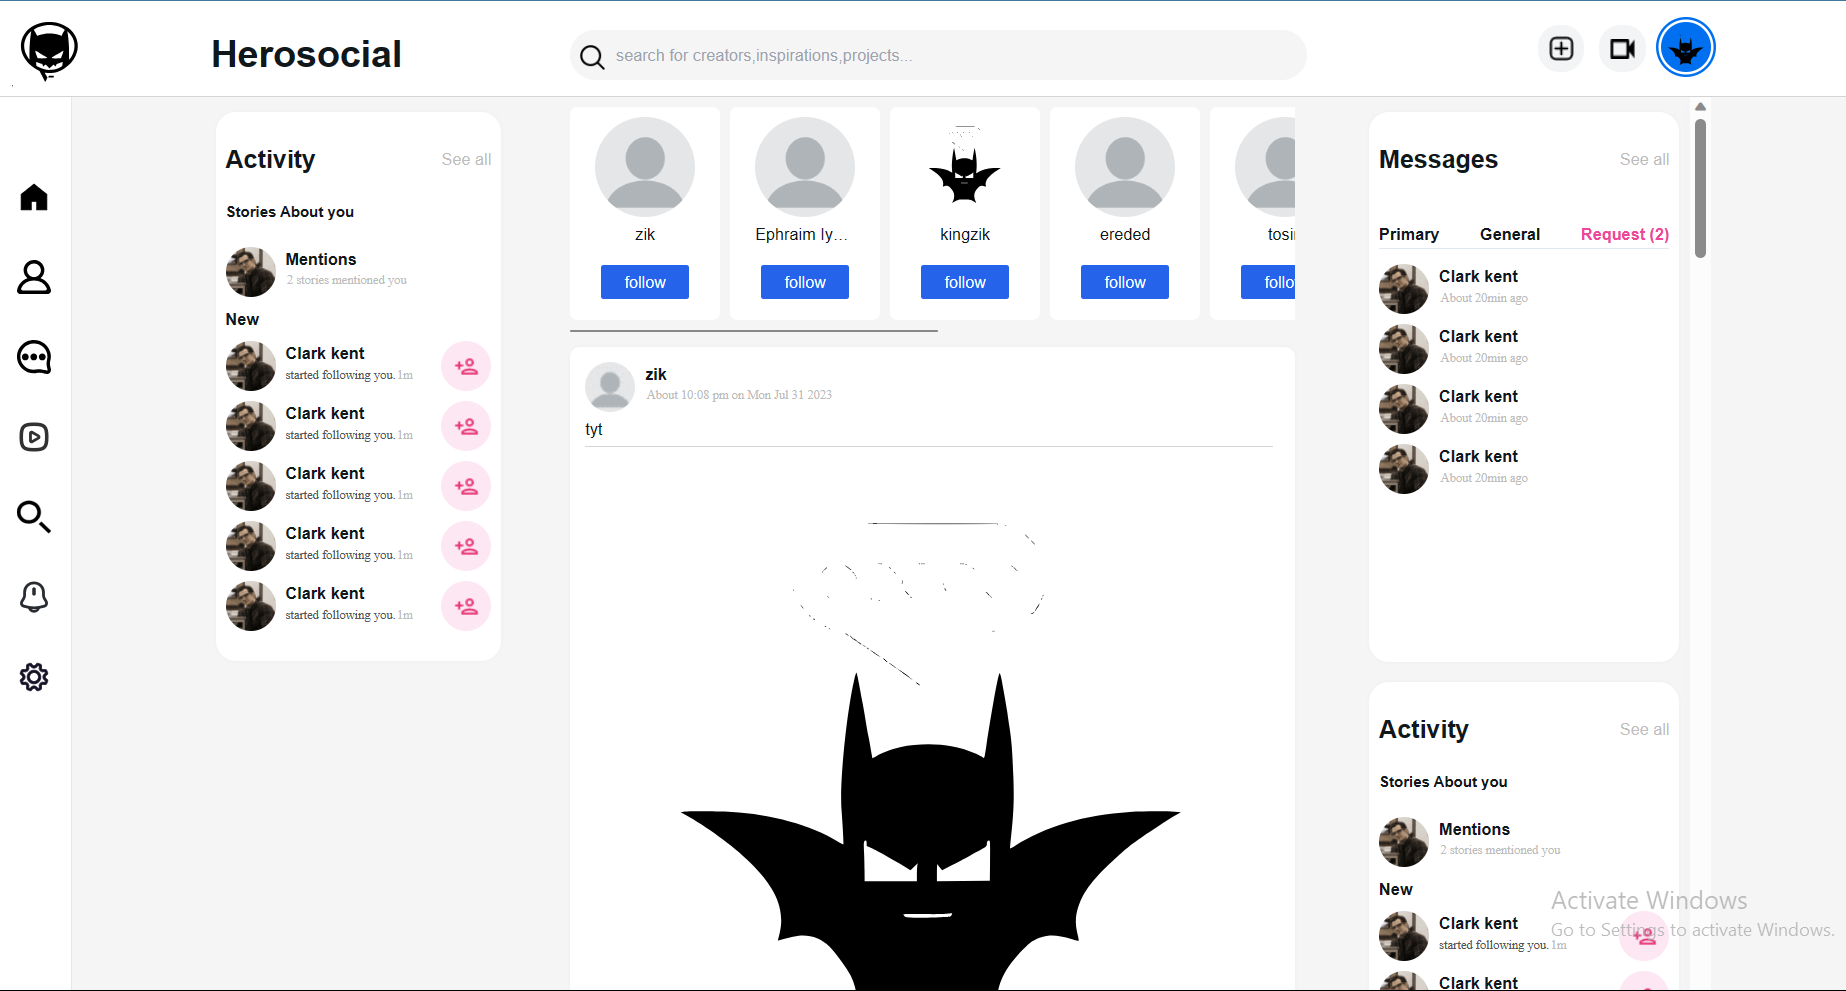 Herosocial
search for creators,inspirations,projects...
Activity
See all
Stories About you
Mentions
2 stories mentioned you
New
Clark kent
started following you. 1m
Clark kent
started following you. 1m
Clark kent
started following you. 1m
Clark kent
started following you. 1m
Clark kent
started following you. 1m
zik
Ephraim Iy...
kingzik
ereded
follow
follow
follow
follow
zik
About 10:08 pm on Mon Jul 31 2023
tyt
Messages
See all
Primary General Request (2)
Clark kent
About 20min ago
Clark kent
About 20min ago
Clark kent
About 20min ago
Clark kent
About 20min ago
Activity
See all
Stories About you
Mentions
2 stories mentioned you
New
Clark kent
started following you. 1m
Clark kent
Activate Windows
Go to Settings to activate Windows.